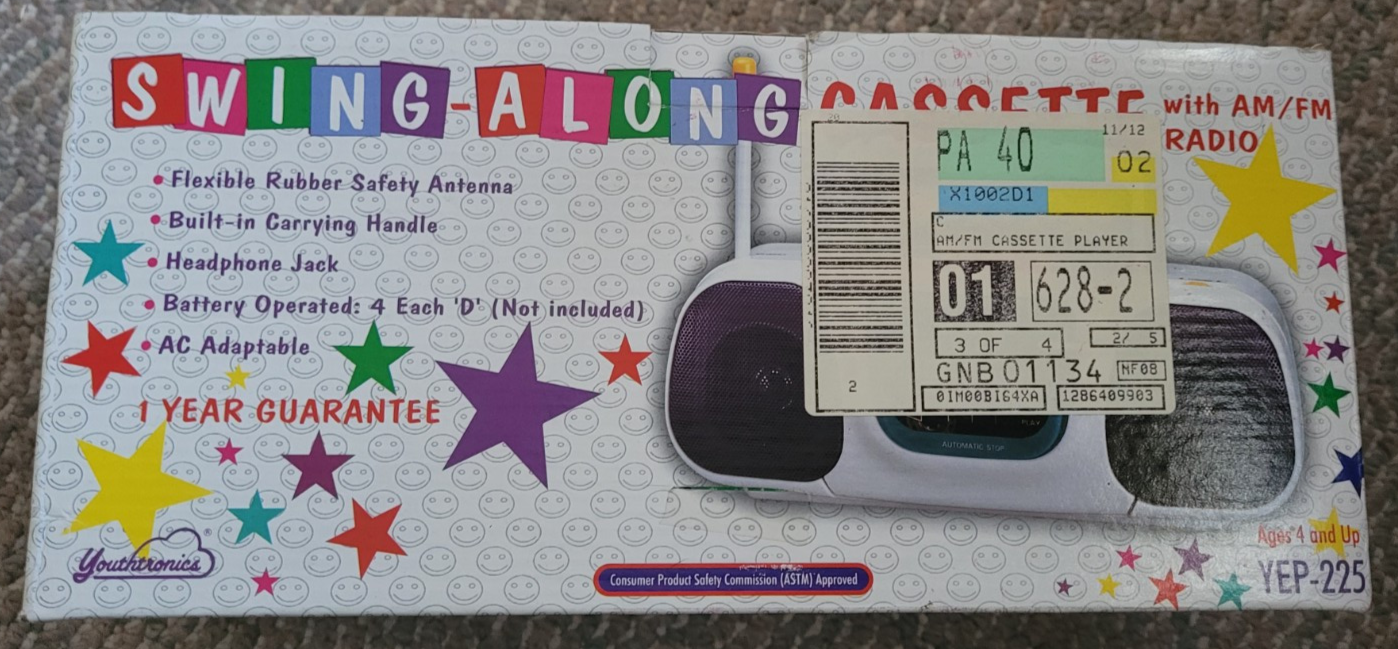 SWING-ALONG CASSETTE with AM/FM
RADIO
• Flexible Rubber Safety Antenna
• Built-in Carrying Handle
• Headphone Jack
• Battery Operated: 4 Each 'D' (Not included)
• AC Adaptable
1 YEAR GUARANTEE
Youthtronics®
Consumer Product Safety Commission (ASTM) Approved
20
2
PA 40
11/12
02
X1002D1
C
AM/FM CASSETTE PLAYER
01
628-2
3 OF 4
2/ 5
GNB01134
MF08
01M00BI64XA
1286409903
PLAY
AUTOMATIC STOP
Ages 4 and Up
YEP-225